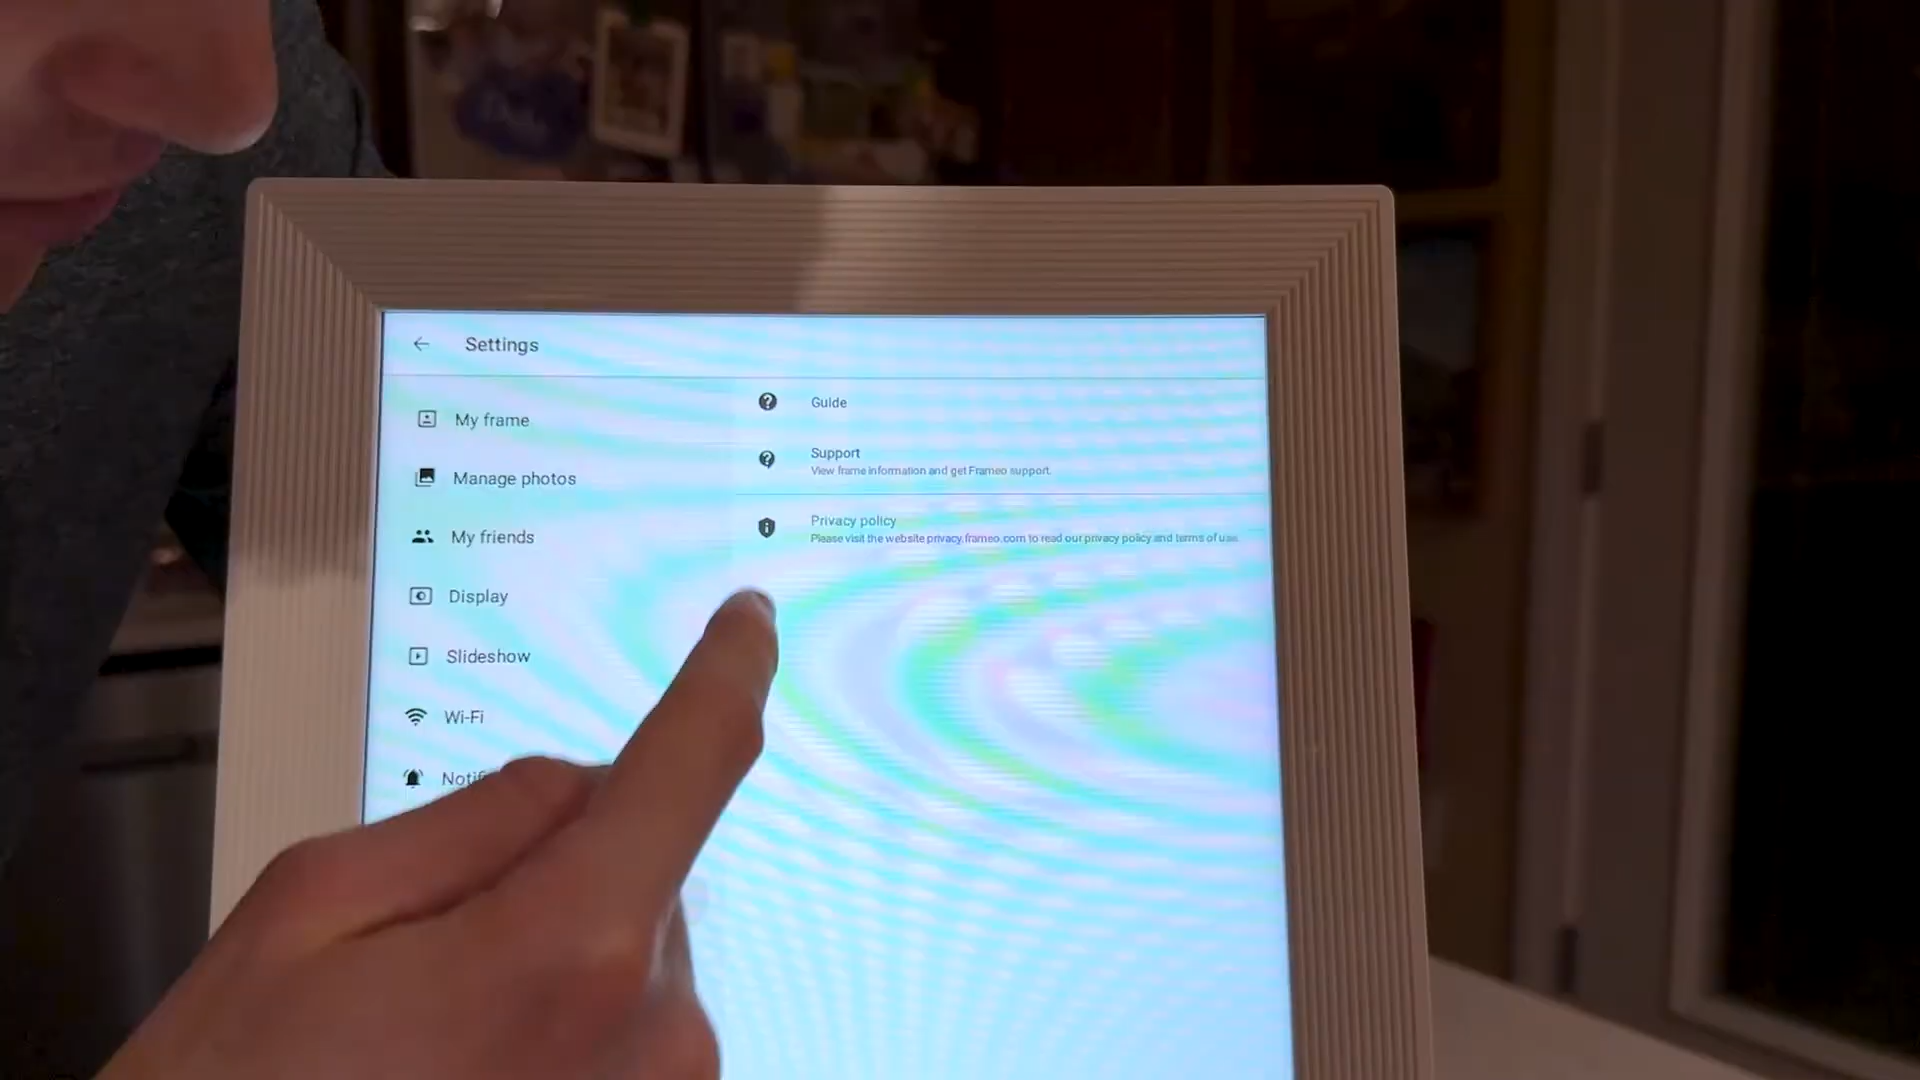 Settings
My frame
Manage photos
My friends
Display
Slideshow
Wi-Fi
Notif
Guide
Support
View frame information and get Frameo support.
Privacy policy
Please visit the website privacy.frameo.com to read our privacy policy and terms of use.